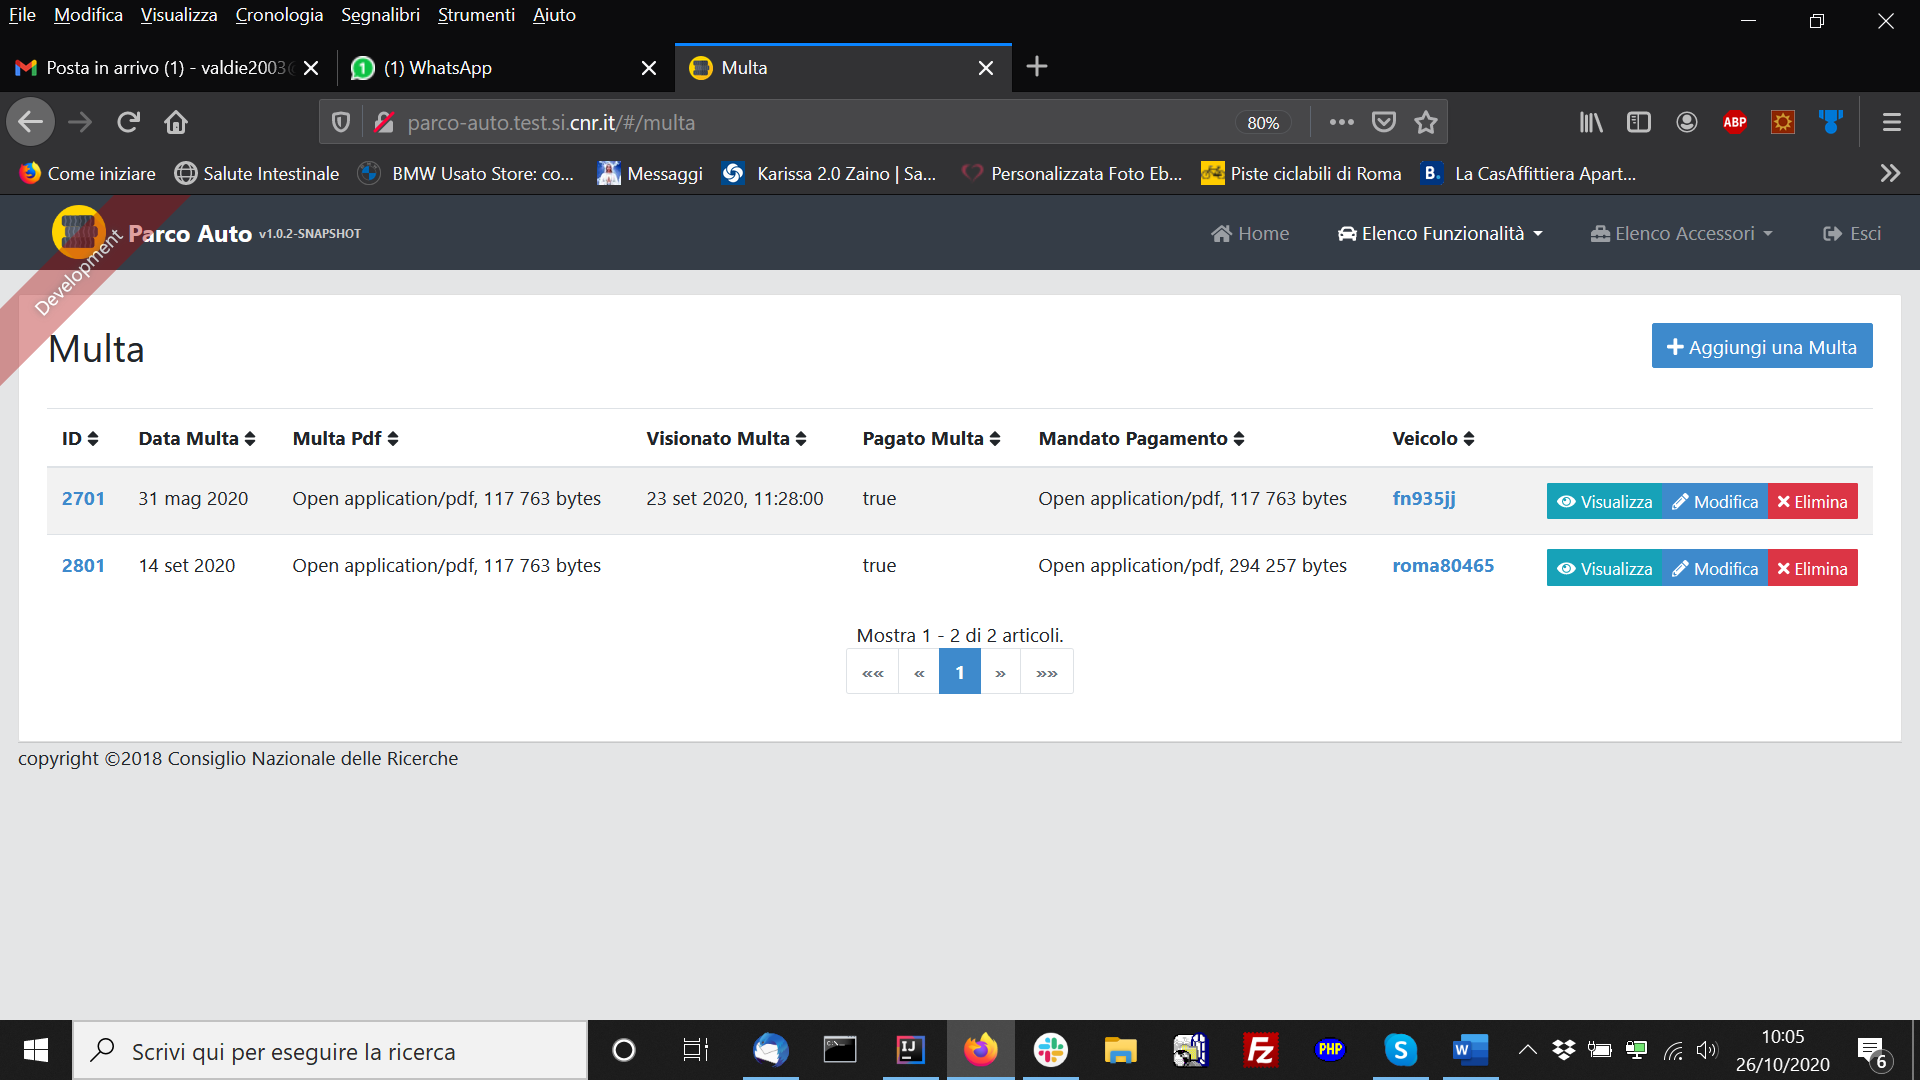 File Modifica Visualizza Cronologia Segnalibri Strumenti Aiuto
Posta in arrivo (1) - valdie2003@ (1) WhatsApp Multa
parco-auto.test.si.cnr.it/#/multa 80% ABP
Come iniziare Salute Intestinale BMW Usato Store: co... Messaggi Karissa 2.0 Zaino | Sa... Personalizzata Foto Eb... Piste ciclabili di Roma B. La CasAffittiera Apart...
Development
Parco Auto v1.0.2-SNAPSHOT Home Elenco Funzionalità Elenco Accessori Esci
Multa + Aggiungi una Multa
ID Data Multa Multa Pdf Visionato Multa Pagato Multa Mandato Pagamento Veicolo
2701 31 mag 2020 Open application/pdf, 117 763 bytes 23 set 2020, 11:28:00 true Open application/pdf, 117 763 bytes fn935jj Visualizza Modifica Elimina
2801 14 set 2020 Open application/pdf, 117 763 bytes true Open application/pdf, 294 257 bytes roma80465 Visualizza Modifica Elimina
Mostra 1 - 2 di 2 articoli.
«« « 1 » »»
copyright ©2018 Consiglio Nazionale delle Ricerche
Scrivi qui per eseguire la ricerca IJ Fz PHP S W 10:05
26/10/2020 6